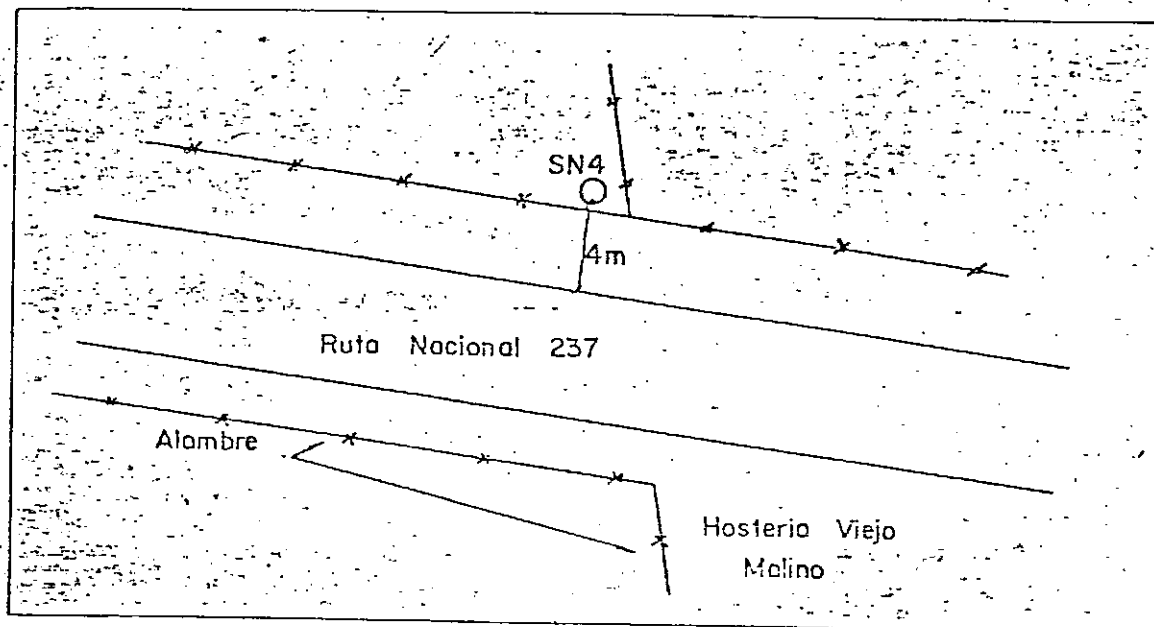 SN4
4m
Ruta Nacional 237
Alambre
Hosteria Viejo
Molino